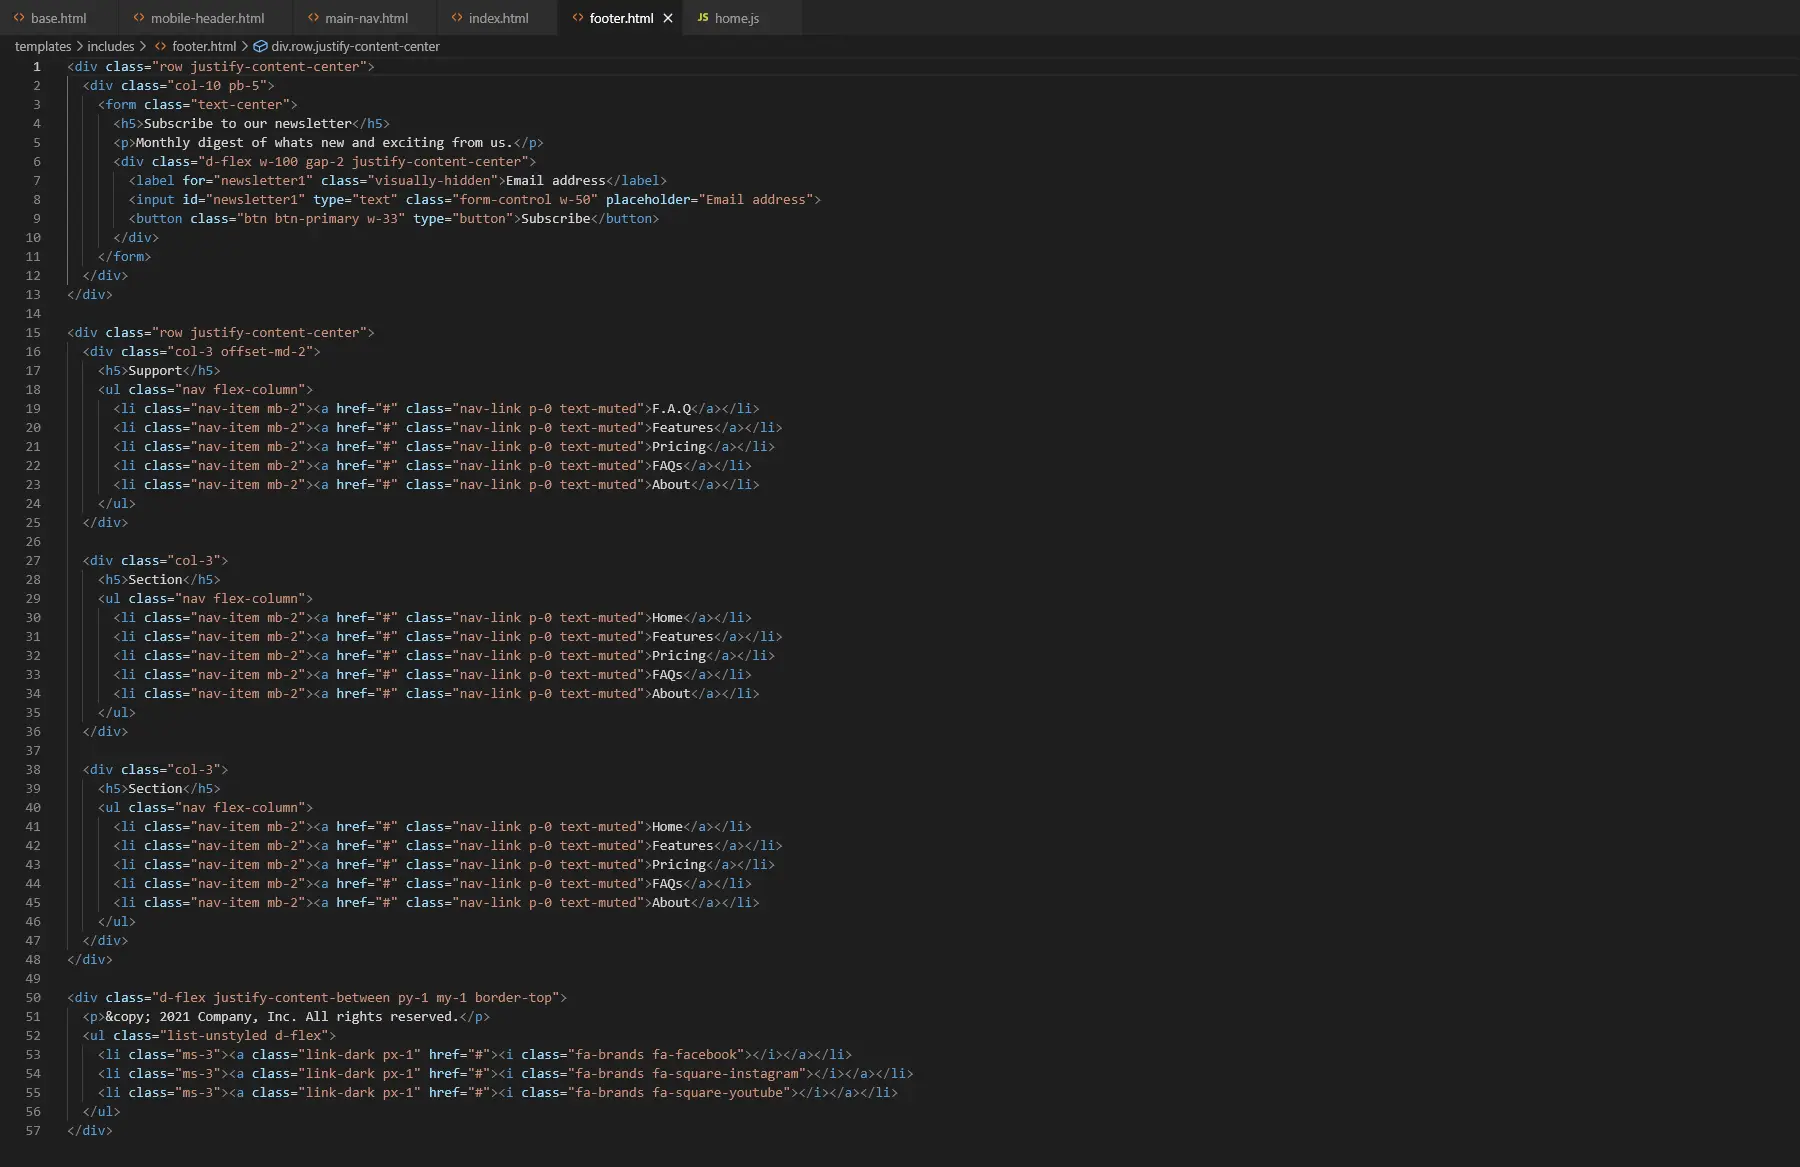 base.html mobile-header.html main-nav.html index.html footer.html JS home.js
templates > includes > footer.html > div.row.justify-content-center
1 <div class="row justify-content-center">
2 <div class="col-10 pb-5">
3 <form class="text-center">
4 <h5>Subscribe to our newsletter</h5>
5 <p>Monthly digest of whats new and exciting from us.</p>
6 <div class="d-flex w-100 gap-2 justify-content-center">
7 <label for="newsletter1" class="visually-hidden">Email address</label>
8 <input id="newsletter1" type="text" class="form-control w-50" placeholder="Email address">
9 <button class="btn btn-primary w-33" type="button">Subscribe</button>
10 </div>
11 </form>
12 </div>
13 </div>
14
15 <div class="row justify-content-center">
16 <div class="col-3 offset-md-2">
17 <h5>Support</h5>
18 <ul class="nav flex-column">
19 <li class="nav-item mb-2"><a href="#" class="nav-link p-0 text-muted">F.A.Q</a></li>
20 <li class="nav-item mb-2"><a href="#" class="nav-link p-0 text-muted">Features</a></li>
21 <li class="nav-item mb-2"><a href="#" class="nav-link p-0 text-muted">Pricing</a></li>
22 <li class="nav-item mb-2"><a href="#" class="nav-link p-0 text-muted">FAQs</a></li>
23 <li class="nav-item mb-2"><a href="#" class="nav-link p-0 text-muted">About</a></li>
24 </ul>
25 </div>
26
27 <div class="col-3">
28 <h5>Section</h5>
29 <ul class="nav flex-column">
30 <li class="nav-item mb-2"><a href="#" class="nav-link p-0 text-muted">Home</a></li>
31 <li class="nav-item mb-2"><a href="#" class="nav-link p-0 text-muted">Features</a></li>
32 <li class="nav-item mb-2"><a href="#" class="nav-link p-0 text-muted">Pricing</a></li>
33 <li class="nav-item mb-2"><a href="#" class="nav-link p-0 text-muted">FAQs</a></li>
34 <li class="nav-item mb-2"><a href="#" class="nav-link p-0 text-muted">About</a></li>
35 </ul>
36 </div>
37
38 <div class="col-3">
39 <h5>Section</h5>
40 <ul class="nav flex-column">
41 <li class="nav-item mb-2"><a href="#" class="nav-link p-0 text-muted">Home</a></li>
42 <li class="nav-item mb-2"><a href="#" class="nav-link p-0 text-muted">Features</a></li>
43 <li class="nav-item mb-2"><a href="#" class="nav-link p-0 text-muted">Pricing</a></li>
44 <li class="nav-item mb-2"><a href="#" class="nav-link p-0 text-muted">FAQs</a></li>
45 <li class="nav-item mb-2"><a href="#" class="nav-link p-0 text-muted">About</a></li>
46 </ul>
47 </div>
48 </div>
49
50 <div class="d-flex justify-content-between py-1 my-1 border-top">
51 <p>&copy; 2021 Company, Inc. All rights reserved.</p>
52 <ul class="list-unstyled d-flex">
53 <li class="ms-3"><a class="link-dark px-1" href="#"><i class="fa-brands fa-facebook"></i></a></li>
54 <li class="ms-3"><a class="link-dark px-1" href="#"><i class="fa-brands fa-square-instagram"></i></a></li>
55 <li class="ms-3"><a class="link-dark px-1" href="#"><i class="fa-brands fa-square-youtube"></i></a></li>
56 </ul>
57 </div>